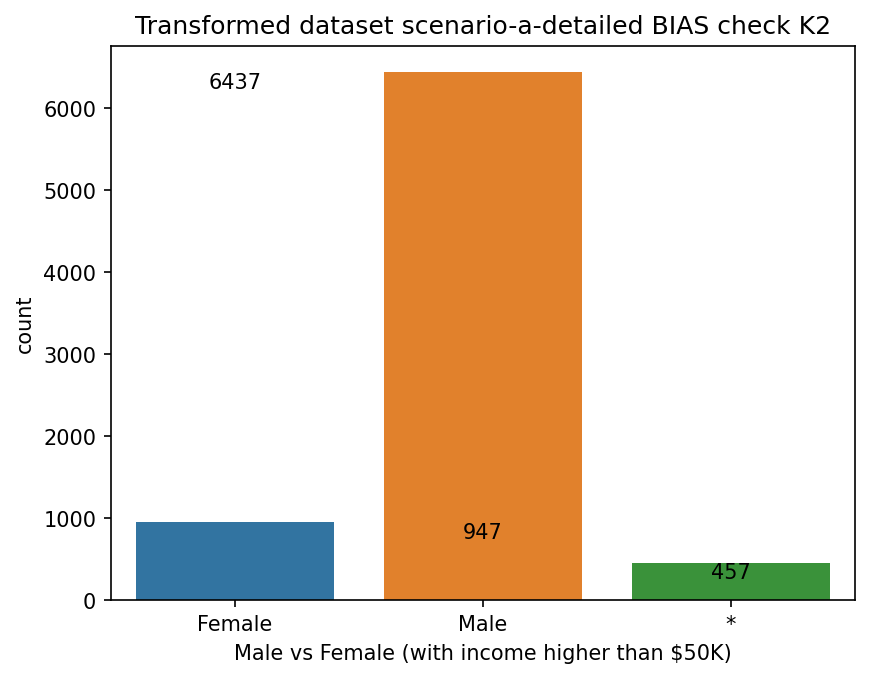 Transformed dataset scenario-a-detailed BIAS check K2
6437
6000
5000
4000
3000
2000
1000
0
count
947
457
Female Male *
Male vs Female (with income higher than $50K)